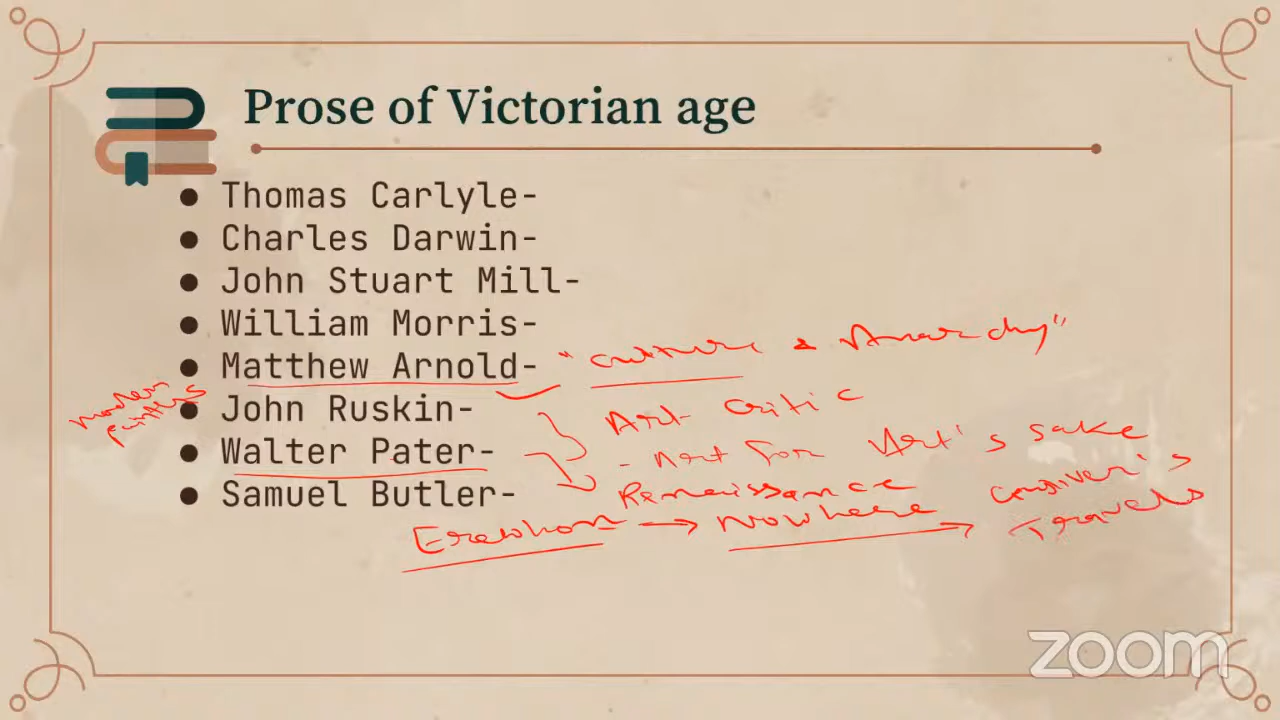 Prose of Victorian age
● Thomas Carlyle-
● Charles Darwin-
● John Stuart Mill-
● William Morris-
● Matthew Arnold- "culture & Anarchy"
modern painters
● John Ruskin- Art critic
● Walter Pater- - Art For Art's sake
● Samuel Butler- Renaissance
Erewhon → Nowhere → Gulliver's
Travels
zoom